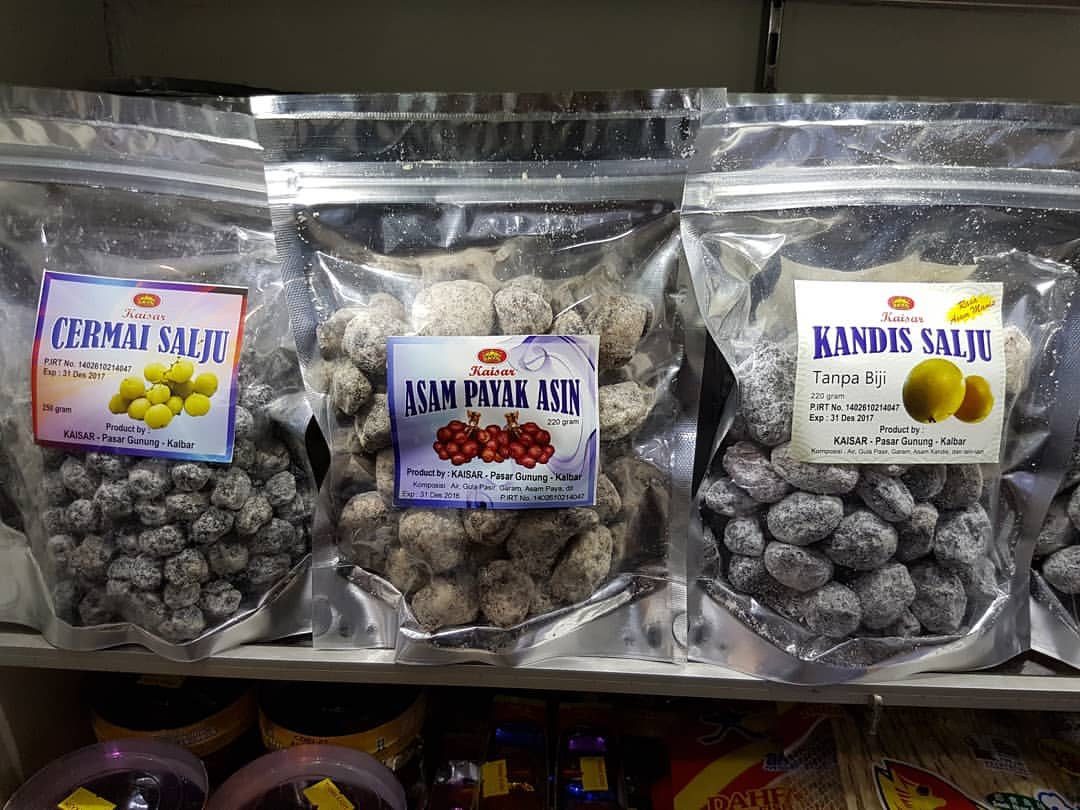 Kaisar
CERMAI SALJU
P.IRT No. 1402610214047
Exp : 31 Des 2017
250 gram
Product by :
KAISAR - Pasar Gunung - Kalbar
Kaisar
ASAM PAYAK ASIN
220 gram
Product by : KAISAR - Pasar Gunung - Kalbar
Komposisi : Air, Gula Pasir, Garam, Asam Paya, dll
Exp : 31 Des 2016
P.IRT No. 1402610214047
Kaisar
Rasa
Asam Manis
KANDIS SALJU
Tanpa Biji
220 gram
P.IRT No. 1402610214047
Exp : 31 Des 2017
Product by :
KAISAR - Pasar Gunung - Kalbar
Komposisi : Air, Gula Pasir, Garam, Asam Kandis, dan lain-lain